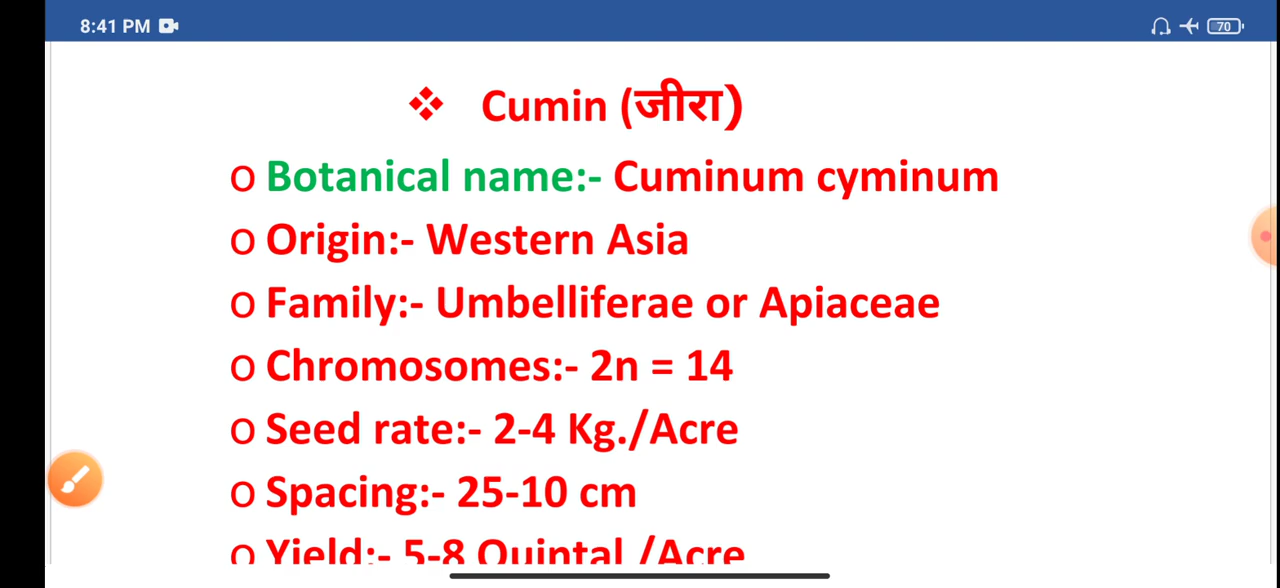 8:41 PM
70
❖ Cumin (जीरा)
o Botanical name:- Cuminum cyminum
o Origin:- Western Asia
o Family:- Umbelliferae or Apiaceae
o Chromosomes:- 2n = 14
o Seed rate:- 2-4 Kg./Acre
o Spacing:- 25-10 cm
o Yield:- 5-8 Quintal /Acre